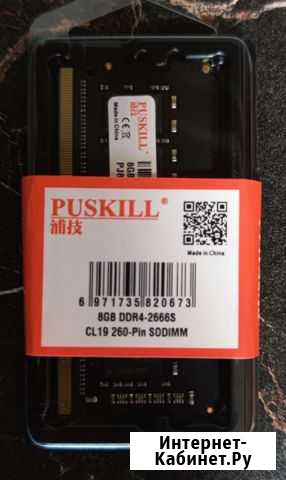 PUSKILL
Made in China
8GB
PUSKILL
浦技
Made in China
6 971735 820673
8GB DDR4-2666S
CL19 260-Pin SODIMM
Интернет-
Кабинет.Ру